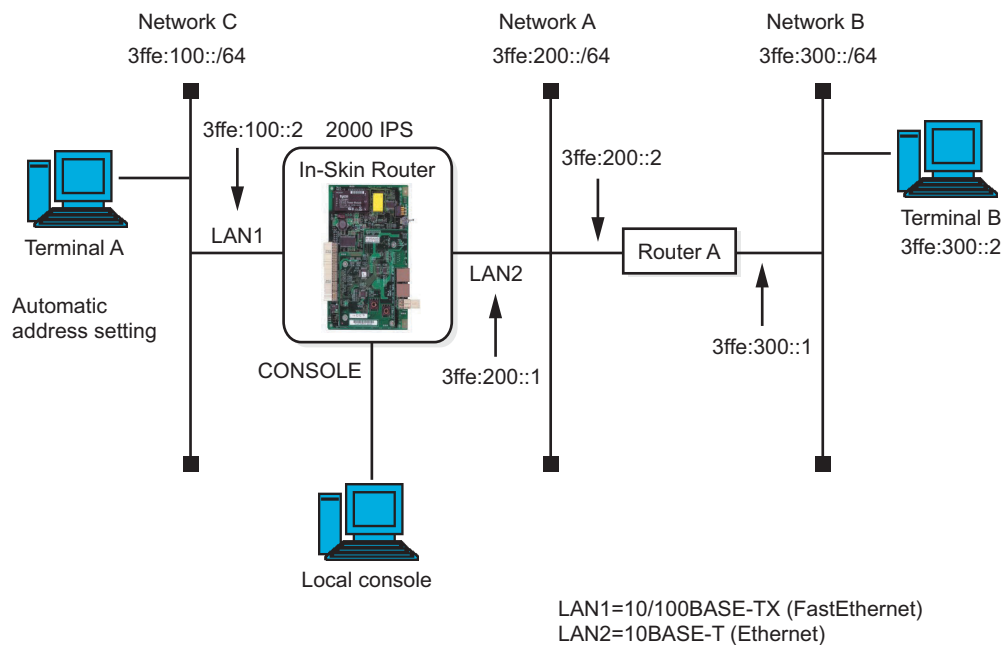 Network C
3ffe:100::/64
Network A
3ffe:200::/64
Network B
3ffe:300::/64
3ffe:100::2
2000 IPS
In-Skin Router
3ffe:200::2
Terminal A
LAN1
LAN2
Router A
Terminal B
3ffe:300::2
Automatic
address setting
CONSOLE
3ffe:200::1
3ffe:300::1
Local console
LAN1=10/100BASE-TX (FastEthernet)
LAN2=10BASE-T (Ethernet)